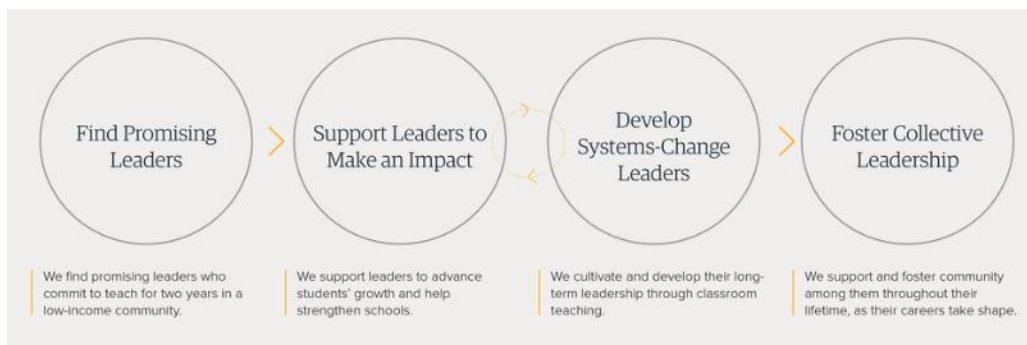 Find Promising
Leaders
Support Leaders to
Make an Impact
Develop
Systems-Change
Leaders
Foster Collective
Leadership
We find promising leaders who
commit to teach for two years in a
low-income community.
We support leaders to advance
students' growth and help
strengthen schools.
We cultivate and develop their long-
term leadership through classroom
teaching.
We support and foster community
among them throughout their
lifetime, as their careers take shape.